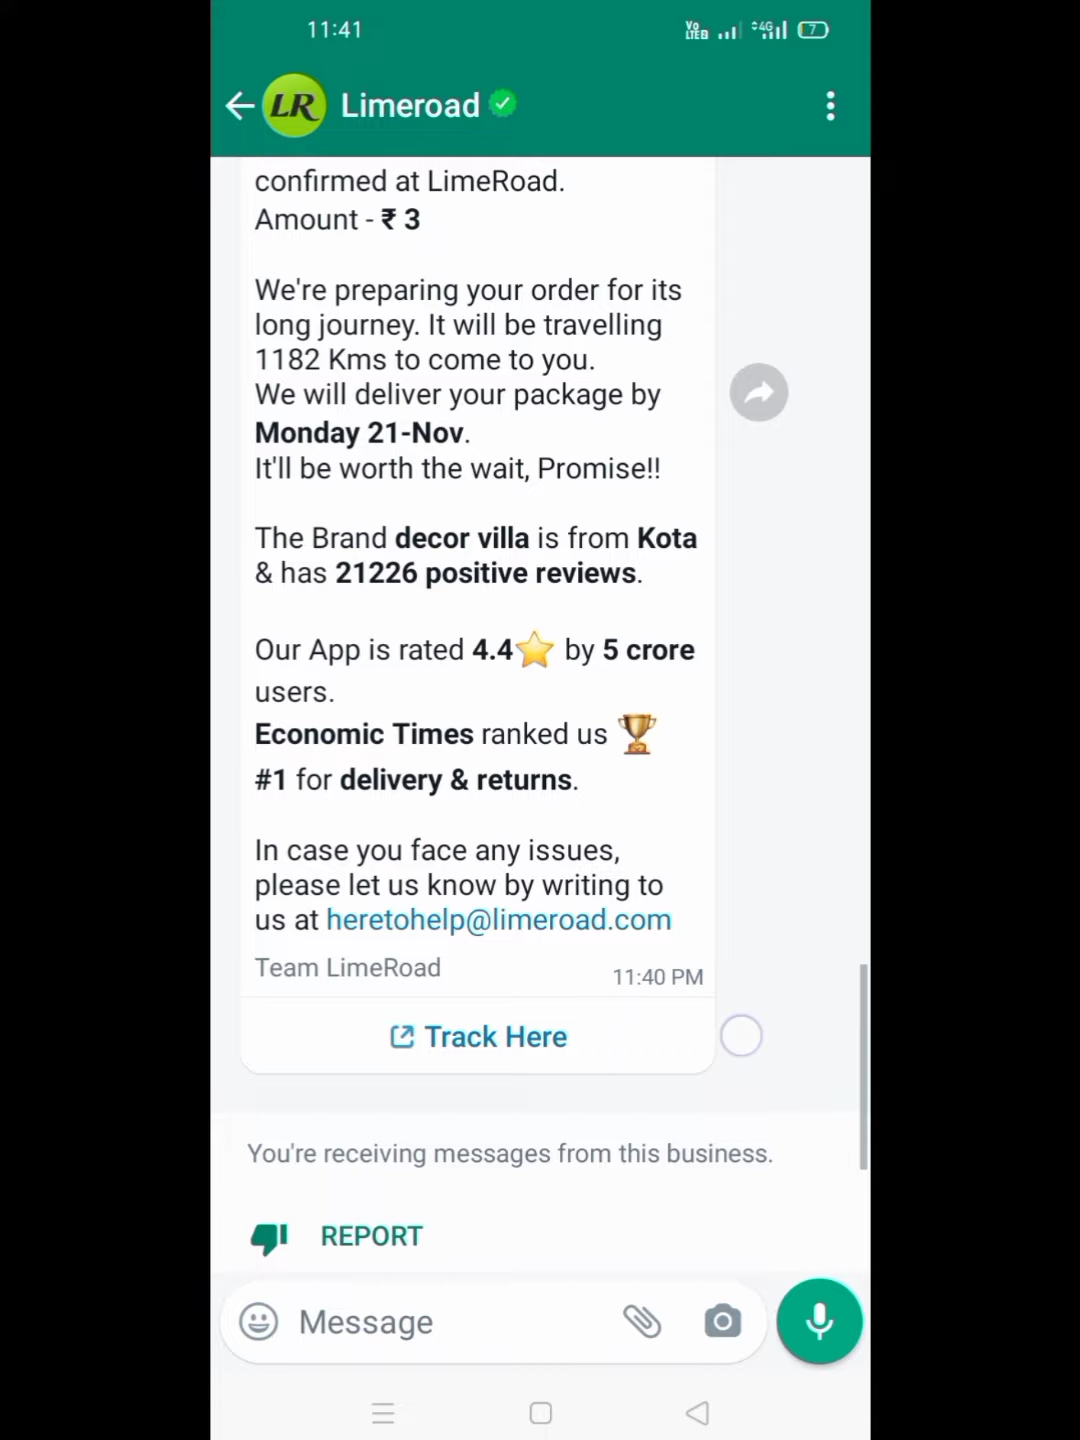 11:41
Vo LTE2 4G 7
LR Limeroad
confirmed at LimeRoad.
Amount - ₹ 3
We're preparing your order for its
long journey. It will be travelling
1182 Kms to come to you.
We will deliver your package by
Monday 21-Nov.
It'll be worth the wait, Promise!!
The Brand decor villa is from Kota
& has 21226 positive reviews.
Our App is rated 4.4⭐ by 5 crore
users.
Economic Times ranked us 🏆
#1 for delivery & returns.
In case you face any issues,
please let us know by writing to
us at heretohelp@limeroad.com
Team LimeRoad
11:40 PM
Track Here
You're receiving messages from this business.
REPORT
Message